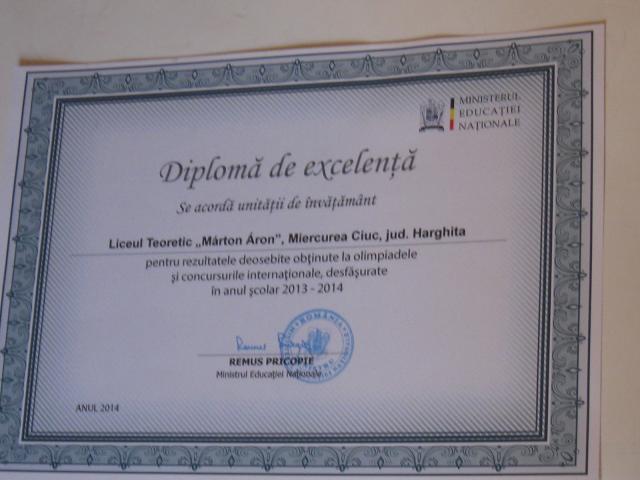 MINISTERUL
EDUCAȚIEI
NAȚIONALE
Diplomă de excelență
Se acordă unității de învățământ
Liceul Teoretic „Márton Áron”, Miercurea Ciuc, jud. Harghita
pentru rezultatele deosebite obținute la olimpiadele
și concursurile internaționale, desfășurate
în anul școlar 2013 - 2014
ROMÂNIA
REMUS PRICOPIE
Ministrul Educației Naționale
ANUL 2014